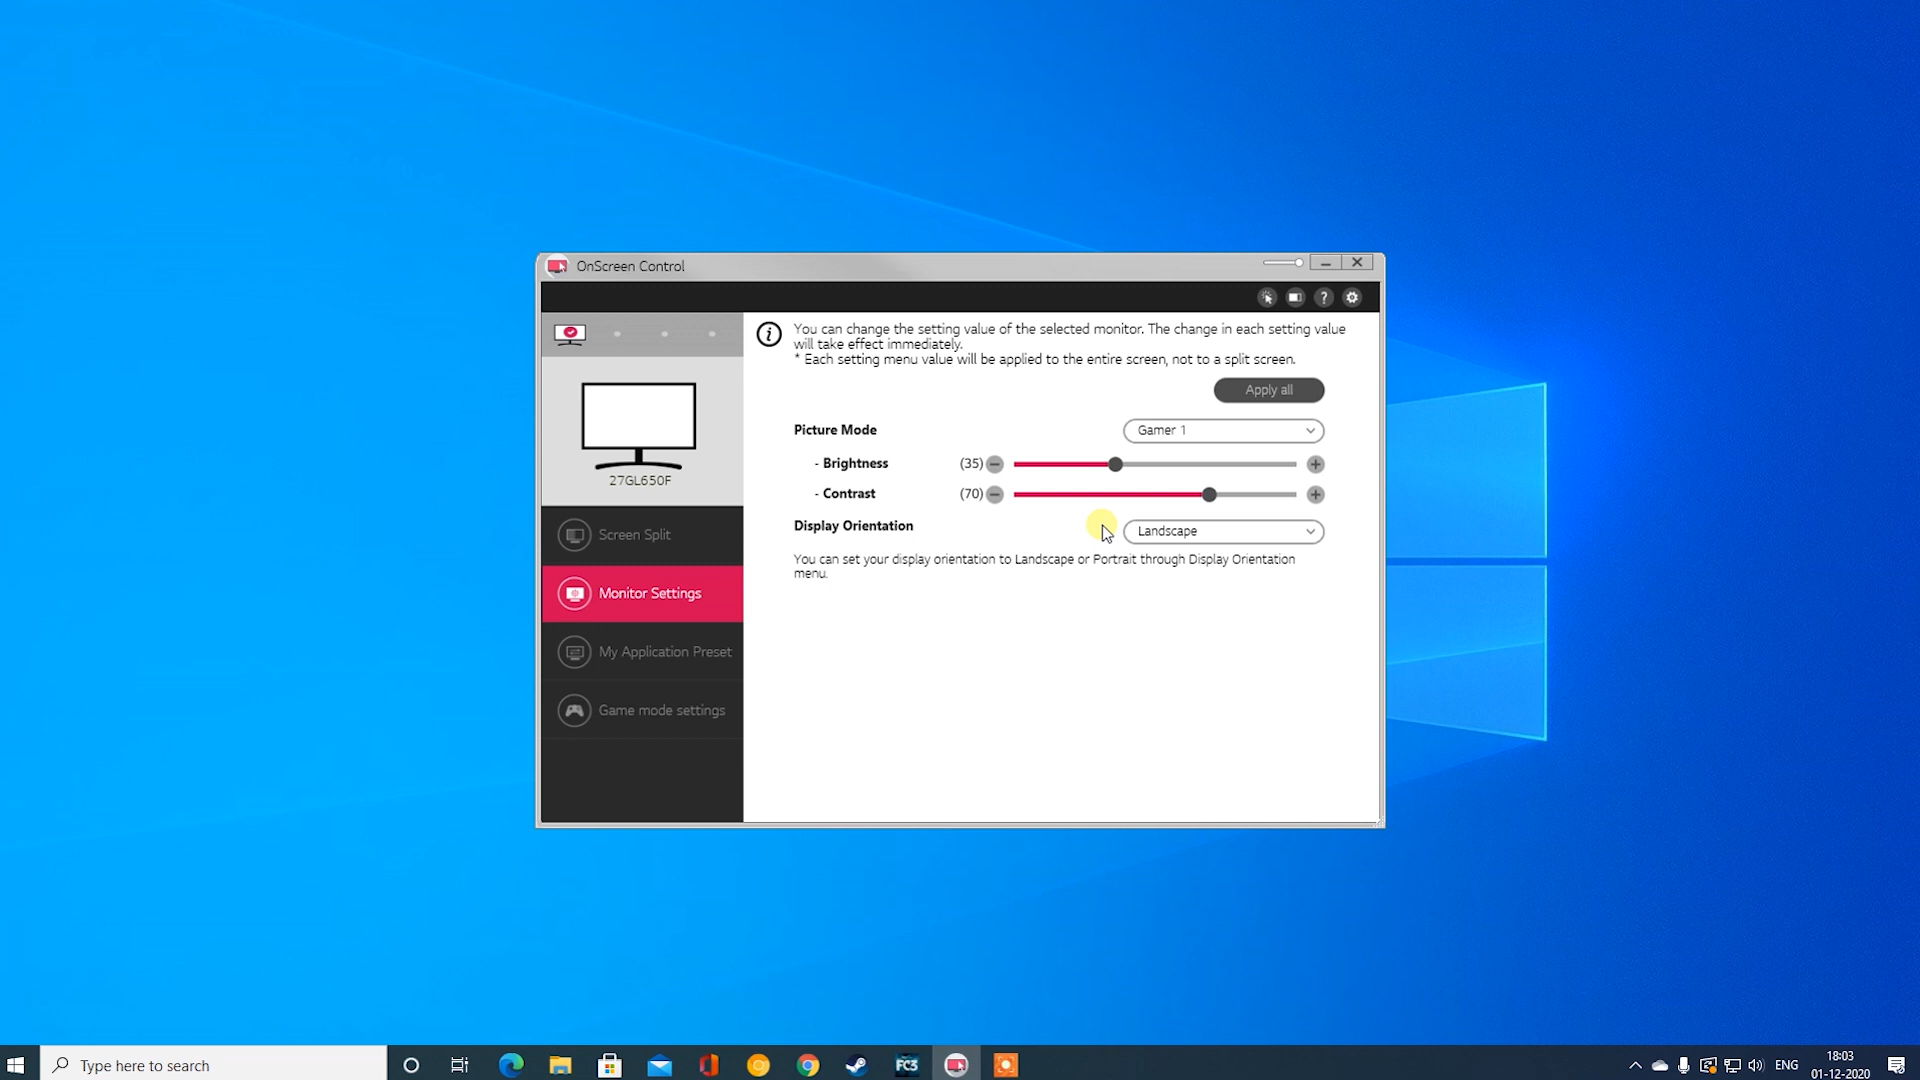 OnScreen Control
?
i
You can change the setting value of the selected monitor. The change in each setting value
will take effect immediately.
* Each setting menu value will be applied to the entire screen, not to a split screen.
Apply all
Picture Mode
Gamer 1
- Brightness
(35)
- Contrast
(70)
Display Orientation
Landscape
You can set your display orientation to Landscape or Portrait through Display Orientation
menu.
27GL650F
Screen Split
Monitor Settings
My Application Preset
Game mode settings
Type here to search
FC3
ENG
18:03
01-12-2020